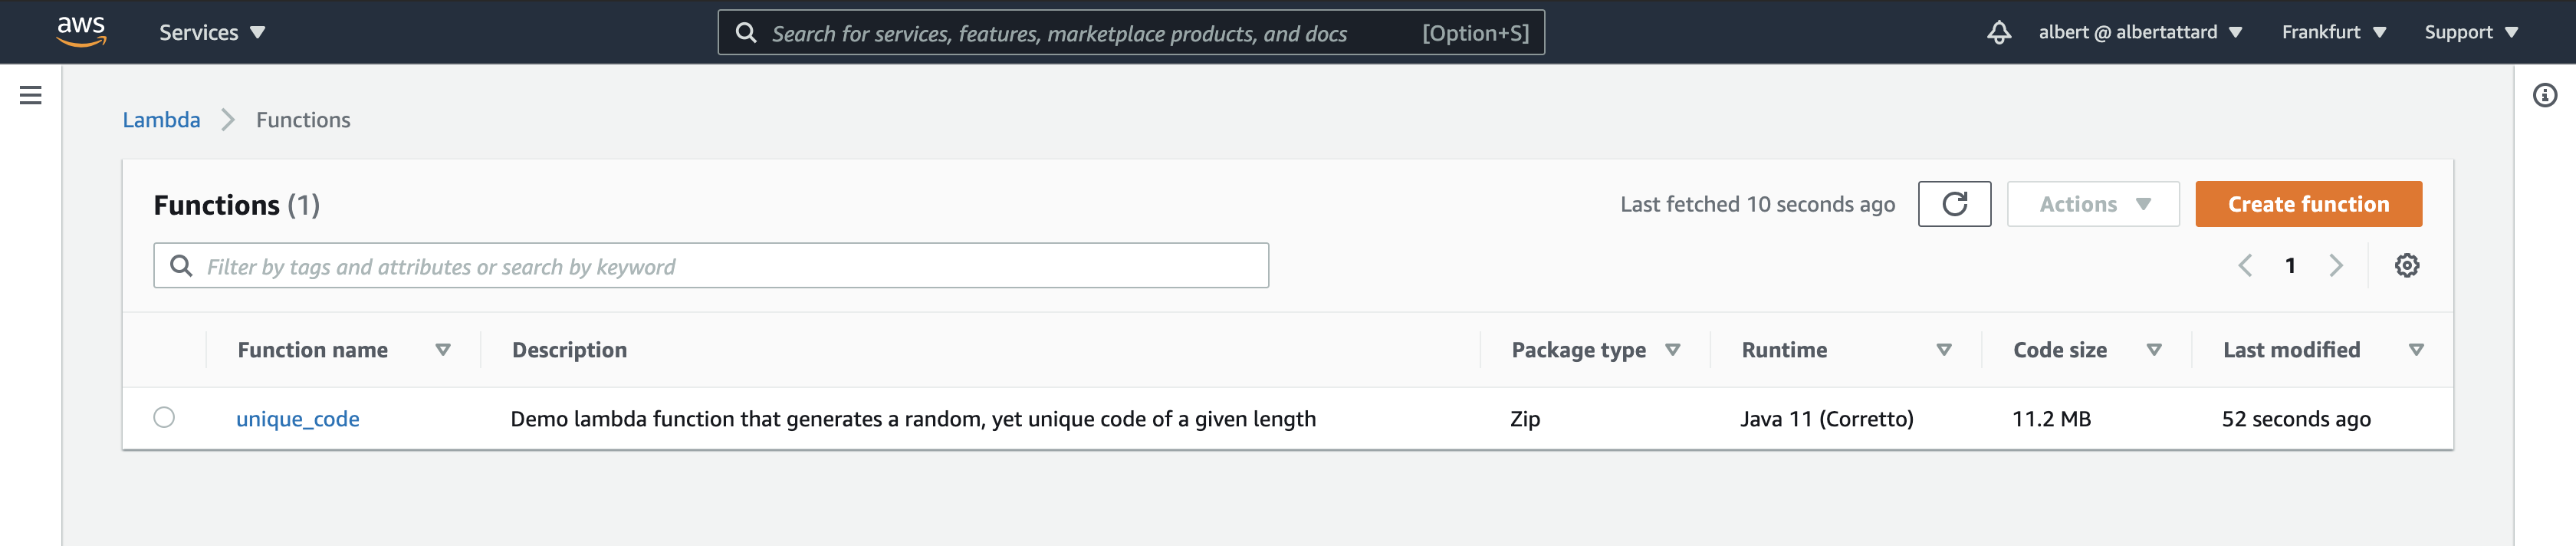 aws Services Search for services, features, marketplace products, and docs [Option+S] albert @ albertattard Frankfurt Support
Lambda Functions
Functions (1) Last fetched 10 seconds ago Actions Create function
Filter by tags and attributes or search by keyword 1
Function name Description Package type Runtime Code size Last modified
unique_code Demo lambda function that generates a random, yet unique code of a given length Zip Java 11 (Corretto) 11.2 MB 52 seconds ago